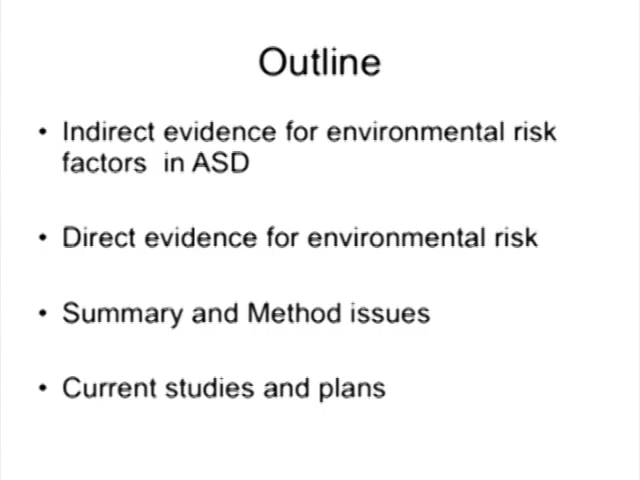 Outline
• Indirect evidence for environmental risk
factors in ASD
• Direct evidence for environmental risk
• Summary and Method issues
• Current studies and plans